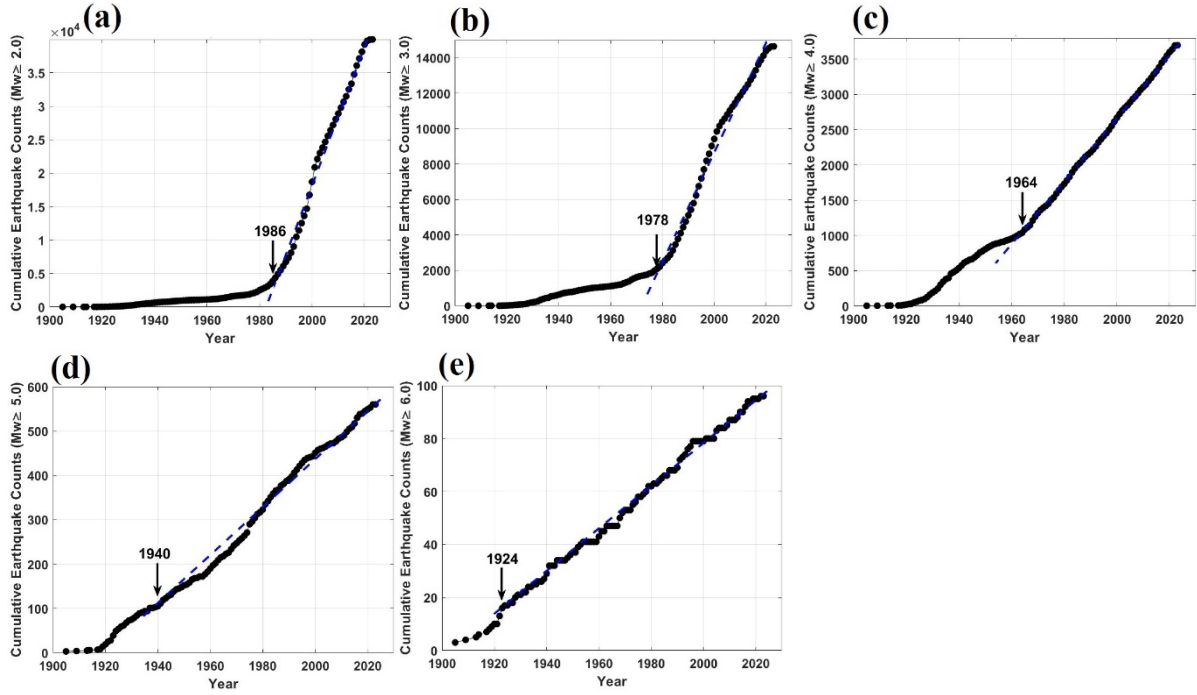 (a)
×10⁴
Cumulative Earthquake Counts (Mw≥ 2.0)
3.5
3
2.5
2
1.5
1
0.5
0
1986
1900 1920 1940 1960 1980 2000 2020
Year
(b)
Cumulative Earthquake Counts (Mw≥ 3.0)
14000
12000
10000
8000
6000
4000
2000
0
1978
1900 1920 1940 1960 1980 2000 2020
Year
(c)
Cumulative Earthquake Counts (Mw≥ 4.0)
3500
3000
2500
2000
1500
1000
500
0
1964
1900 1920 1940 1960 1980 2000 2020
Year
(d)
Cumulative Earthquake Counts (Mw≥ 5.0)
600
500
400
300
200
100
0
1940
1900 1920 1940 1960 1980 2000 2020
Year
(e)
Cumulative Earthquake Counts (Mw≥ 6.0)
100
80
60
40
20
0
1924
1900 1920 1940 1960 1980 2000 2020
Year